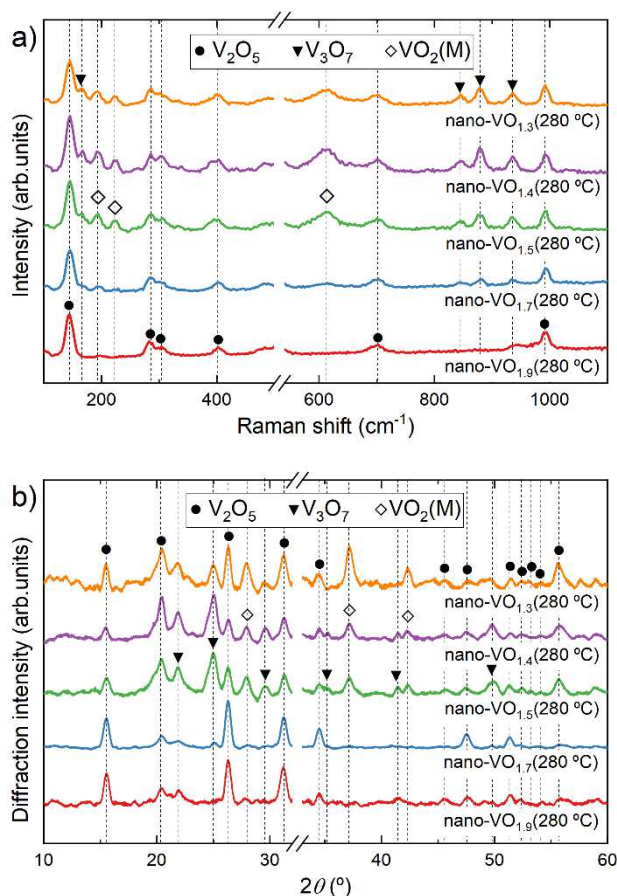 a)
● V₂O₅ ▼ V₃O₇ ◇ VO₂(M)
nano-VO₁.₃(280 ºC)
nano-VO₁.₄(280 ºC)
nano-VO₁.₅(280 ºC)
nano-VO₁.₇(280 ºC)
nano-VO₁.₉(280 ºC)
Intensity (arb.units)
200 400 600 800 1000
Raman shift (cm⁻¹)
b)
● V₂O₅ ▼ V₃O₇ ◇ VO₂(M)
nano-VO₁.₃(280 ºC)
nano-VO₁.₄(280 ºC)
nano-VO₁.₅(280 ºC)
nano-VO₁.₇(280 ºC)
nano-VO₁.₉(280 ºC)
Diffraction intensity (arb.units)
10 20 30 40 50 60
2θ (º)